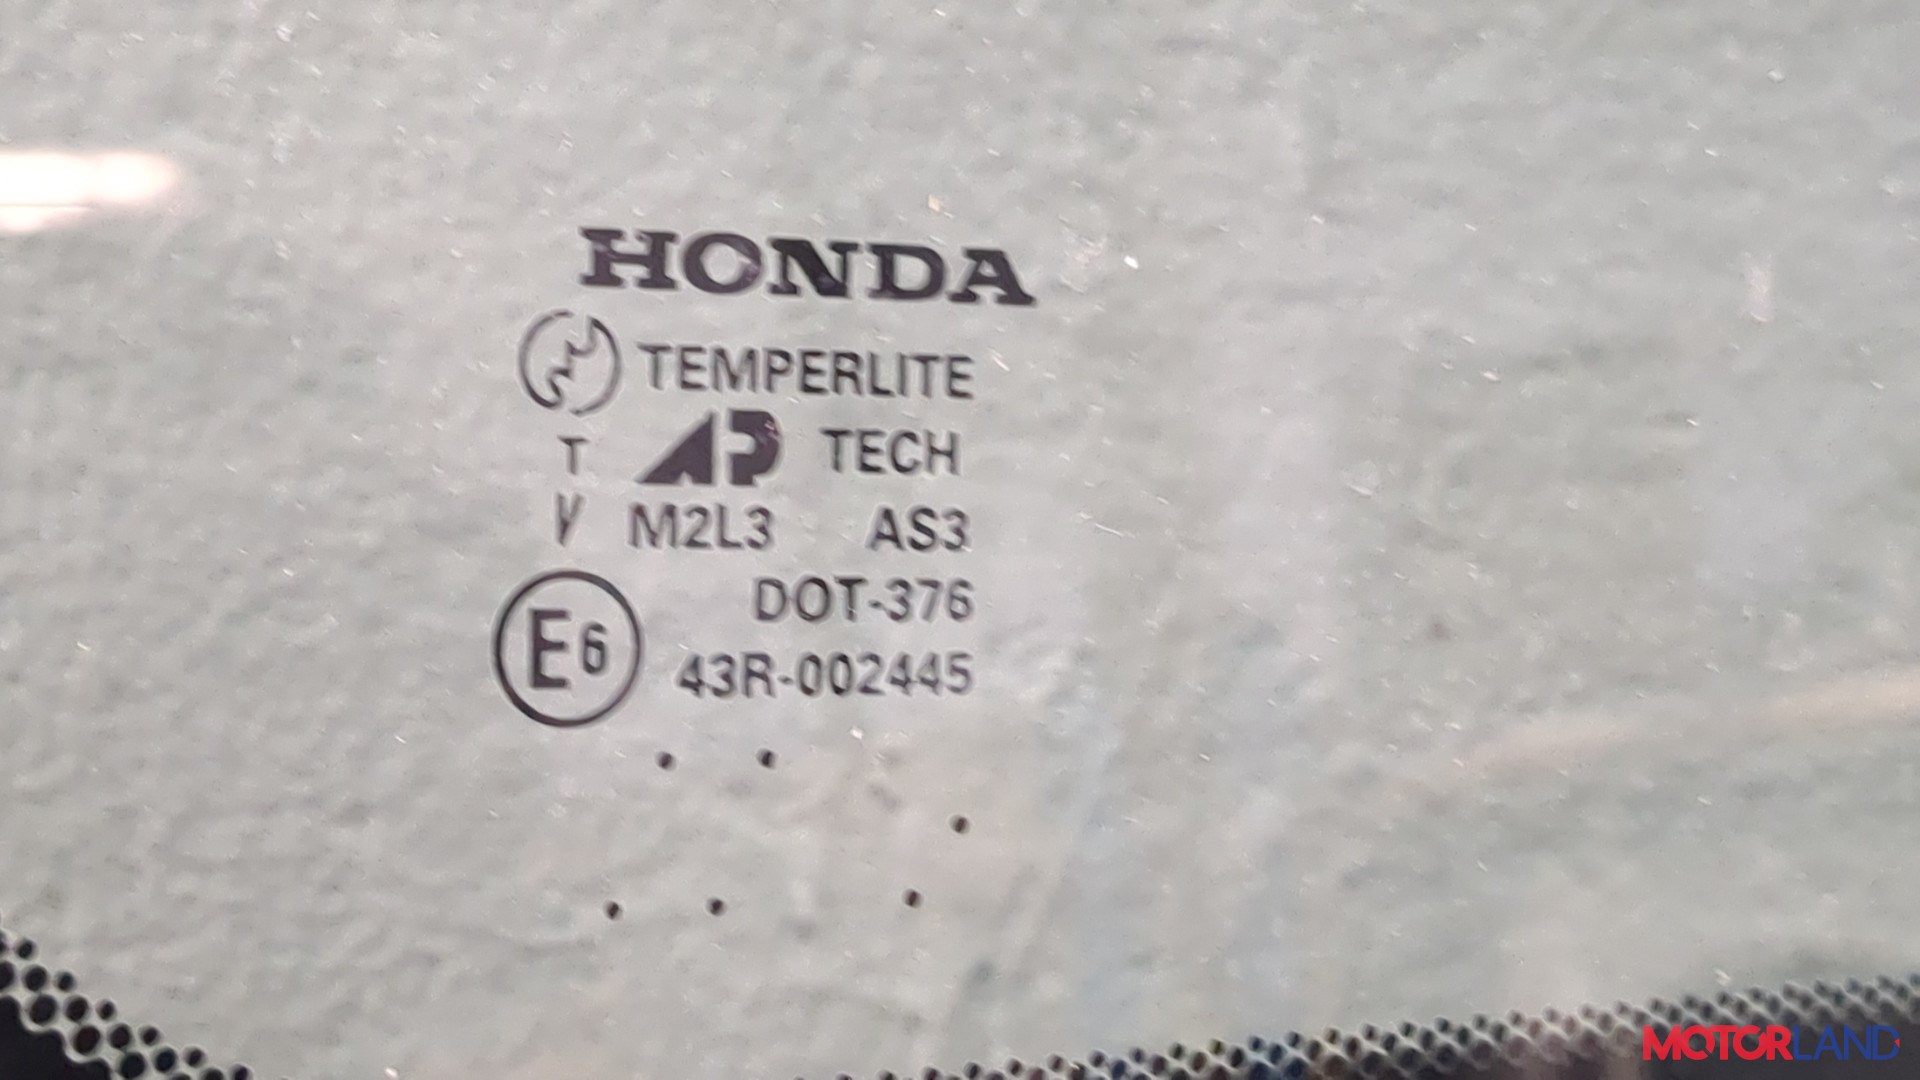 HONDA
TEMPERLITE
T AP TECH
V M2L3 AS3
DOT-376
E6 43R-002445
MOTORLAND